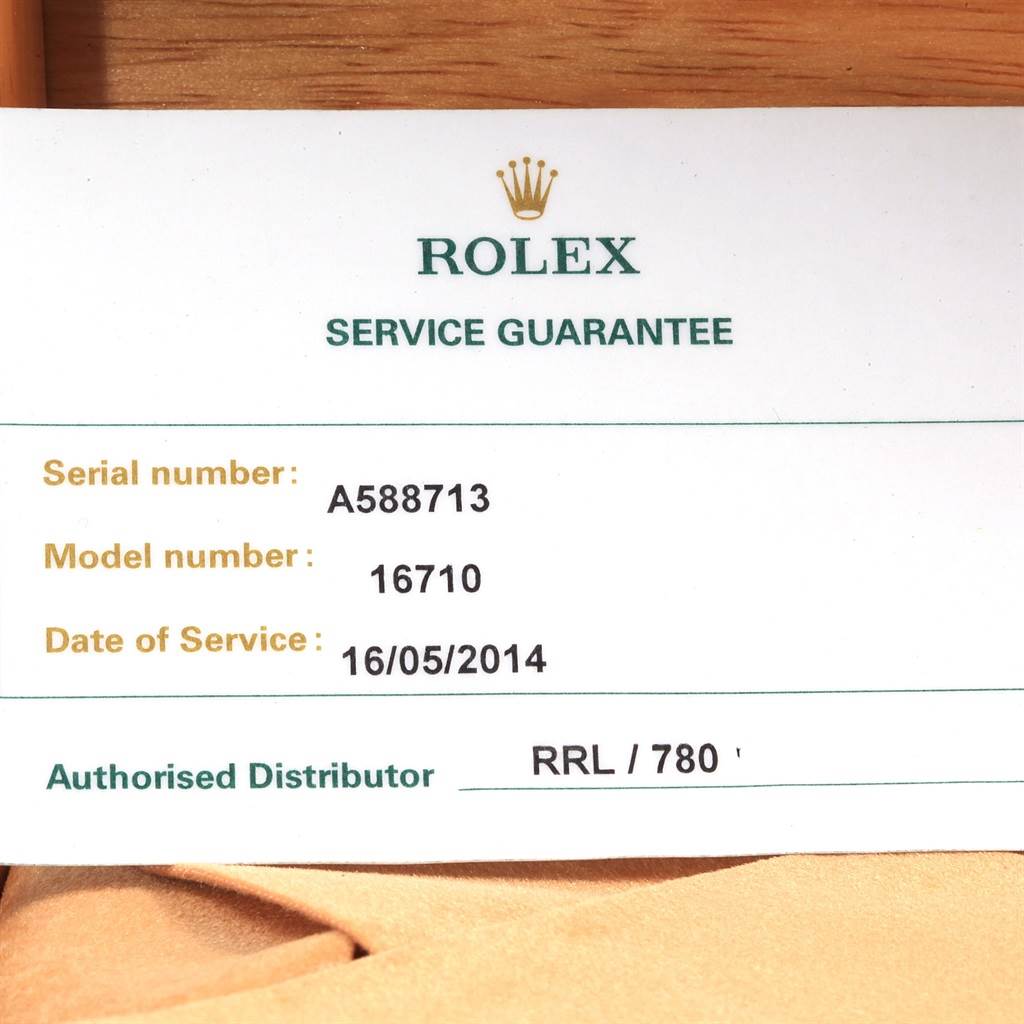 ROLEX
SERVICE GUARANTEE
Serial number: A588713
Model number: 16710
Date of Service: 16/05/2014
Authorised Distributor RRL / 780